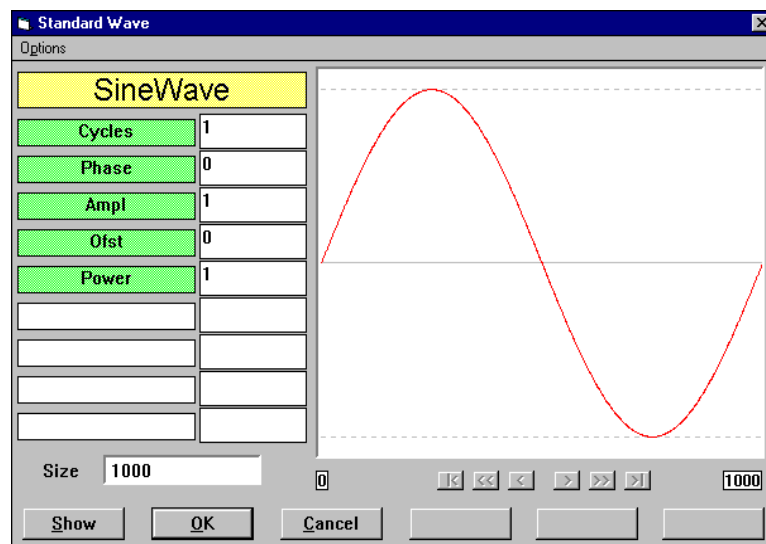 Standard Wave
Options
SineWave
Cycles 1
Phase 0
Ampl 1
Ofst 0
Power 1
Size 1000
0 |< << < > >> >| 1000
Show OK Cancel